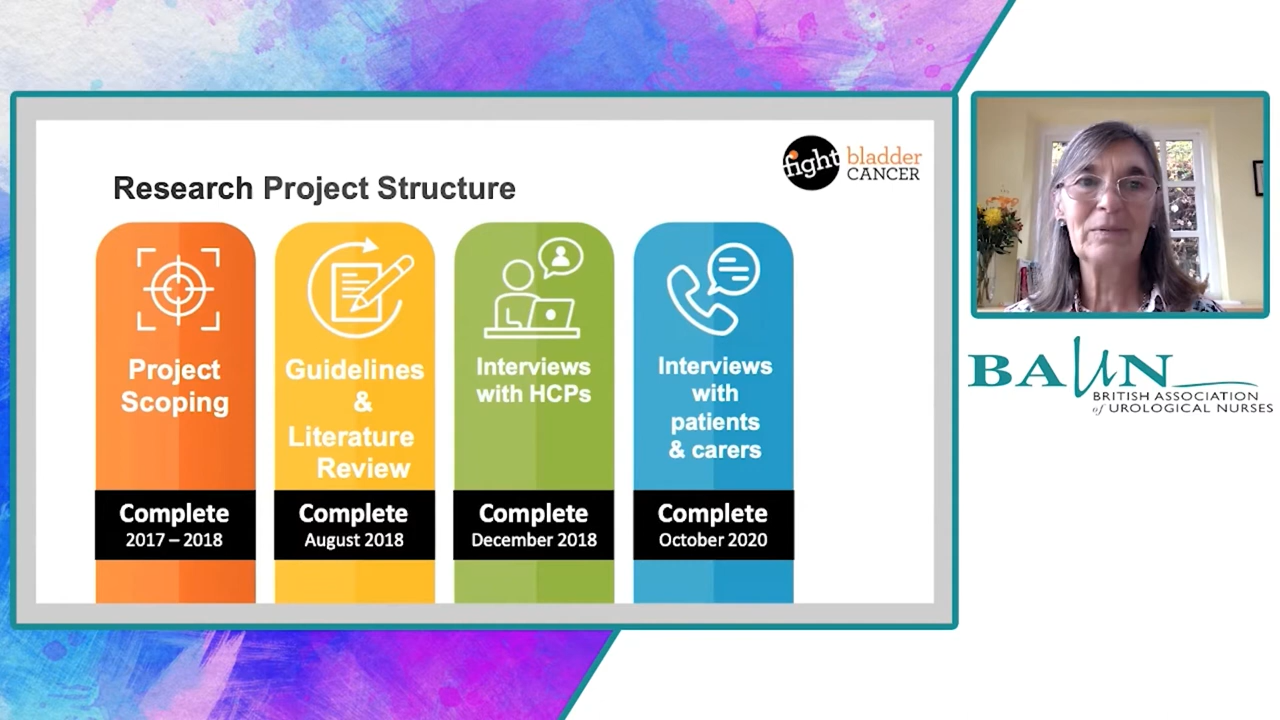 Research Project Structure
fight bladder
CANCER
Project
Scoping
Complete
2017 – 2018
Guidelines
&
Literature
Review
Complete
August 2018
Interviews
with HCPs
Complete
December 2018
Interviews
with
patients
& carers
Complete
October 2020
BAUN
BRITISH ASSOCIATION
of UROLOGICAL NURSES